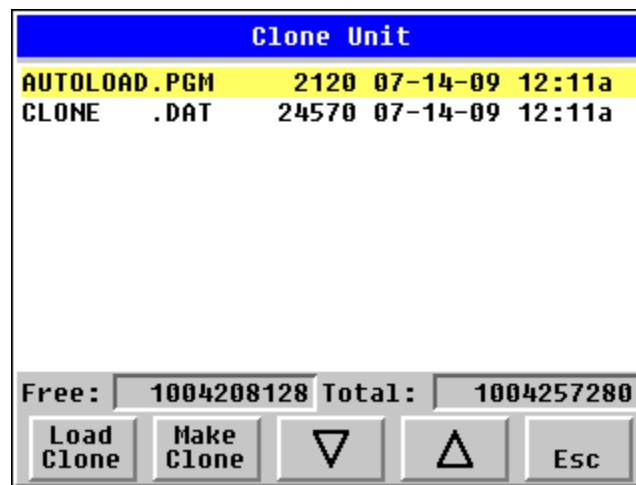 Clone Unit
AUTOLOAD.PGM 2120 07-14-09 12:11a
CLONE .DAT 24570 07-14-09 12:11a
Free: 1004208128 Total: 1004257280
Load Clone Make Clone Esc